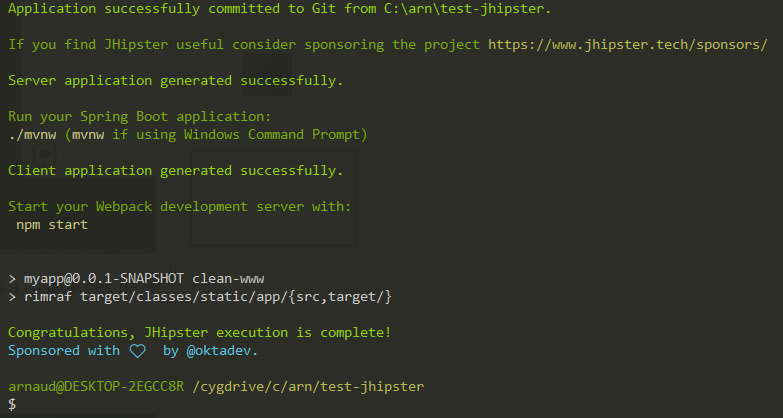 Application successfully committed to Git from C:\arn\test-jhipster.
If you find JHipster useful consider sponsoring the project https://www.jhipster.tech/sponsors/
Server application generated successfully.
Run your Spring Boot application:
./mvnw (mvnw if using Windows Command Prompt)
Client application generated successfully.
Start your Webpack development server with:
npm start
> myapp@0.0.1-SNAPSHOT clean-www
> rimraf target/classes/static/app/{src,target/}
Congratulations, JHipster execution is complete!
Sponsored with ♡ by @oktadev.
arnaud@DESKTOP-2EGCC8R /cygdrive/c/arn/test-jhipster
$